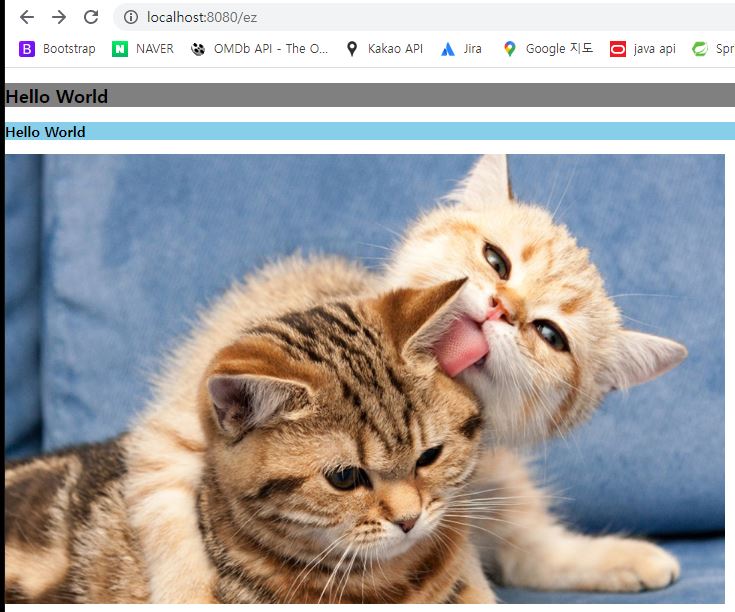 localhost:8080/ez
Bootstrap NAVER OMDb API - The O... Kakao API Jira Google 지도 java api Spr
Hello World
Hello World